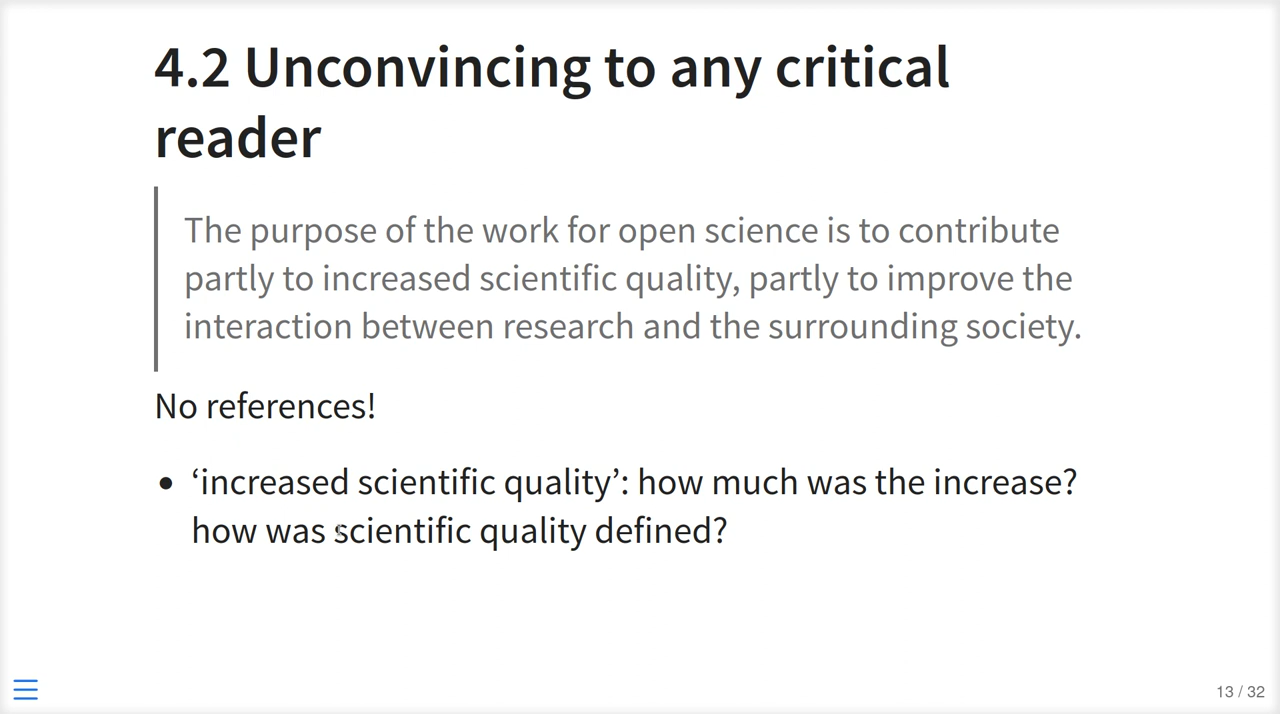 4.2 Unconvincing to any critical
reader
The purpose of the work for open science is to contribute
partly to increased scientific quality, partly to improve the
interaction between research and the surrounding society.
No references!
• ‘increased scientific quality’: how much was the increase?
how was scientific quality defined?
13 / 32